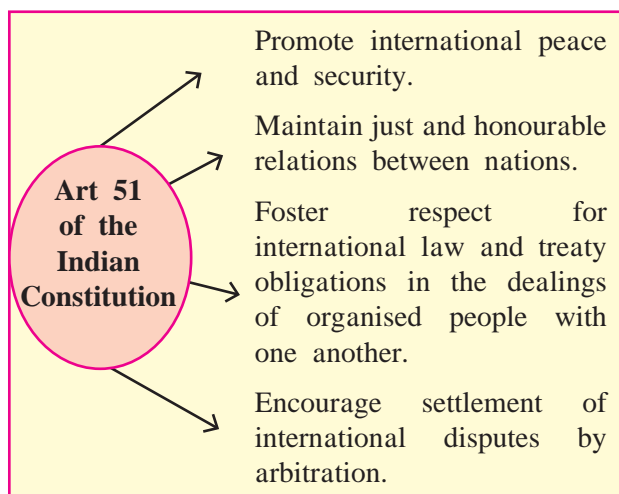 Promote international peace
and security.
Maintain just and honourable
relations between nations.
Art 51
of the
Indian
Constitution
Foster respect for
international law and treaty
obligations in the dealings
of organised people with
one another.
Encourage settlement of
international disputes by
arbitration.